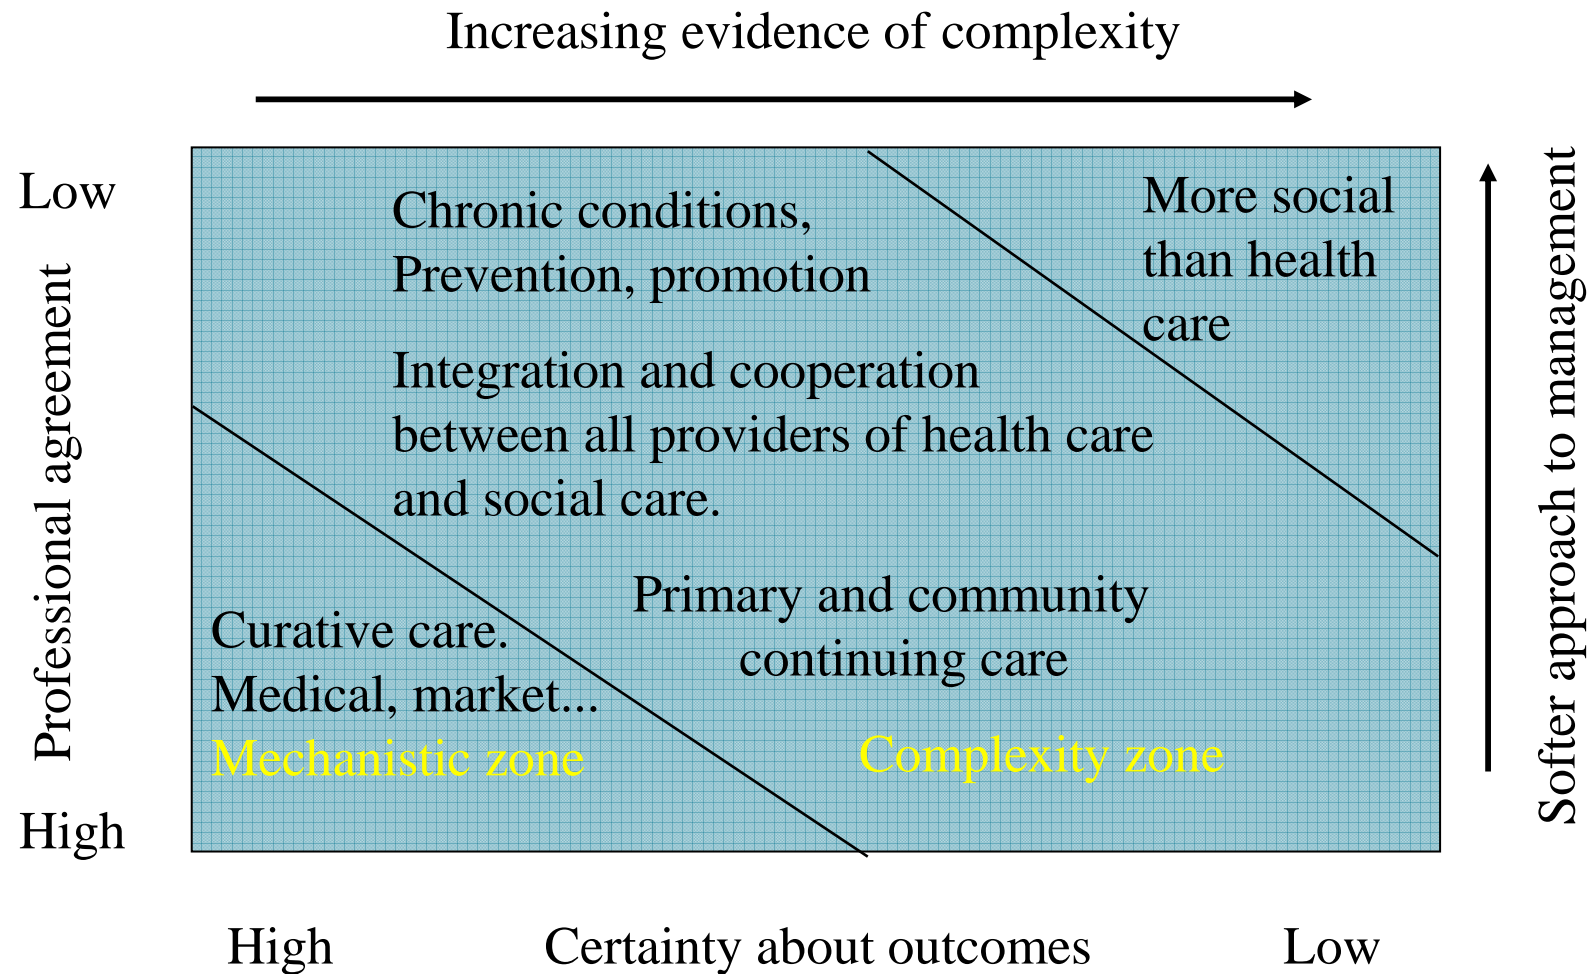 Increasing evidence of complexity
Low
Professional agreement
High
Chronic conditions,
Prevention, promotion
Integration and cooperation
between all providers of health care
and social care.
More social
than health
care
Primary and community
continuing care
Curative care.
Medical, market...
Mechanistic zone
Complexity zone
Softer approach to management
High
Certainty about outcomes
Low